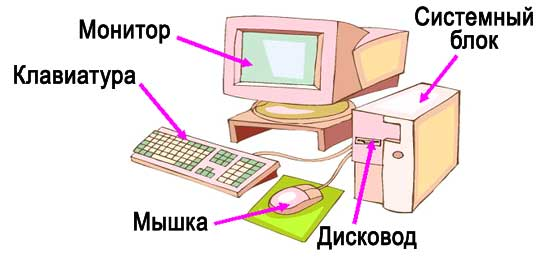 Системный
блок
Монитор
Клавиатура
Мышка
Дисковод